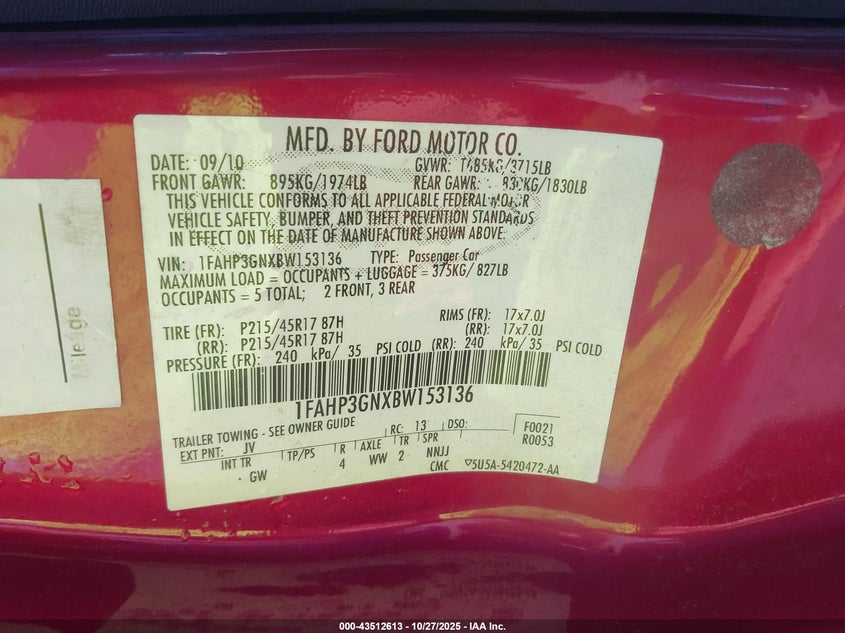 MFD. BY FORD MOTOR CO.
DATE: 09/10 GVWR: 1685KG/3715LB
FRONT GAWR: 895KG/1974LB REAR GAWR: 830KG/1830LB
THIS VEHICLE CONFORMS TO ALL APPLICABLE FEDERAL MOTOR
VEHICLE SAFETY, BUMPER, AND THEFT PREVENTION STANDARDS
IN EFFECT ON THE DATE OF MANUFACTURE SHOWN ABOVE.
VIN: 1FAHP3GNXBW153136 TYPE: Passenger Car
MAXIMUM LOAD = OCCUPANTS + LUGGAGE = 375KG/ 827LB
OCCUPANTS = 5 TOTAL; 2 FRONT, 3 REAR
TIRE (FR): P215/45R17 87H RIMS (FR): 17x7.0J
(RR): P215/45R17 87H (RR): 17x7.0J
PRESSURE (FR): 240 kPa/ 35 PSI COLD (RR): 240 kPa/ 35 PSI COLD
1FAHP3GNXBW153136
TRAILER TOWING - SEE OWNER GUIDE
EXT PNT: JV RC: 13 DSO: F0021
R0053
INT TR TP/PS R AXLE TR SPR
GW 4 WW 2 NNJJ
CMC 5U5A-5420472-AA
Mileage
000-43512613 - 10/27/2025 - IAA Inc.